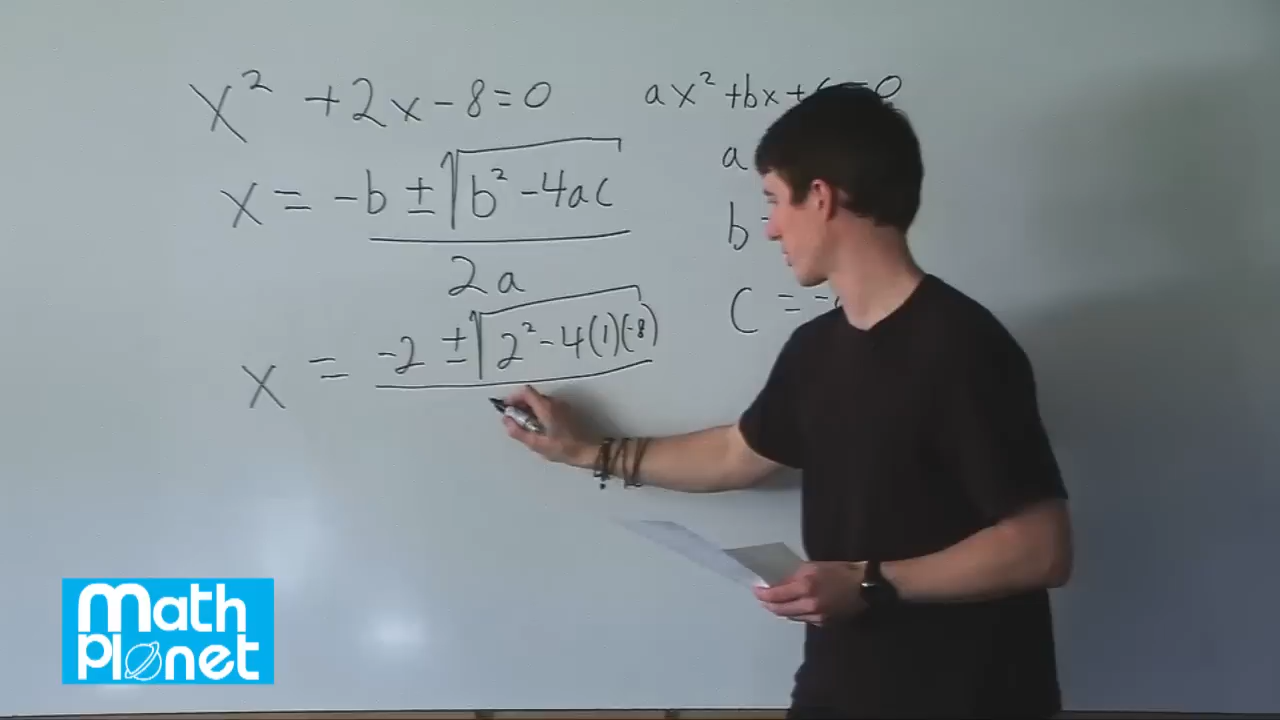 x² + 2x - 8 = 0
ax² + bx + c = 0
x = -b ± √b² - 4ac
2a
a
b
c = -
x = -2 ± √2² - 4(1)(-8)
Math
Planet